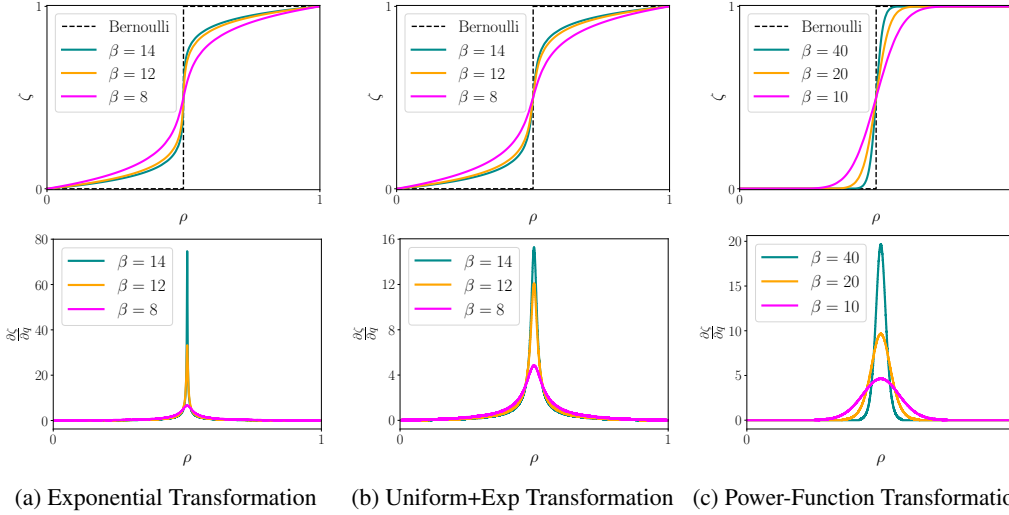 1
ζ
0
0
ρ
1
Bernoulli
β = 14
β = 12
β = 8
1
ζ
0
0
ρ
1
Bernoulli
β = 14
β = 12
β = 8
1
ζ
0
0
ρ
Bernoulli
β = 40
β = 20
β = 10
80
60
40
20
0
∂ζ/∂q
0
ρ
1
β = 14
β = 12
β = 8
16
12
8
4
0
∂ζ/∂q
0
ρ
1
β = 14
β = 12
β = 8
20
15
10
5
0
∂ζ/∂q
0
ρ
β = 40
β = 20
β = 10
(a) Exponential Transformation (b) Uniform+Exp Transformation (c) Power-Function Transformatio